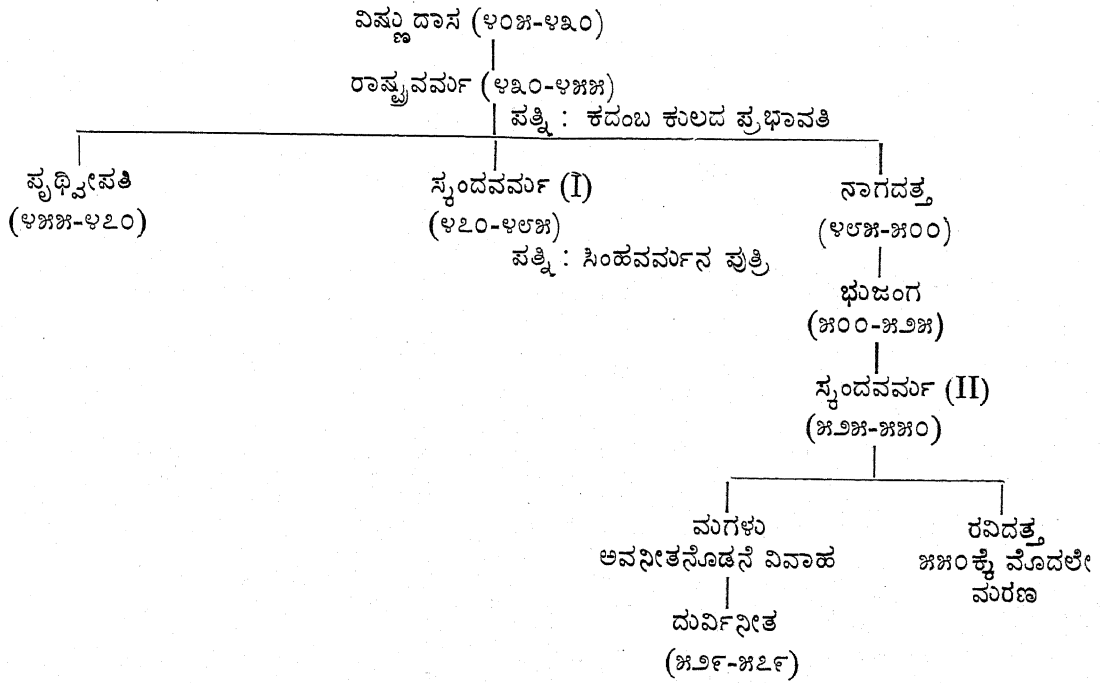 ವಿಷ್ಣುದಾಸ (೪೦೫-೪೩೦)
ರಾಷ್ಟ್ರವರ್ಮ (೪೩೦-೪೫೫)
ಪತ್ನಿ : ಕದಂಬ ಕುಲದ ಪ್ರಭಾವತಿ
ಪೃಥ್ವೀಪತಿ
(೪೫೫-೪೭೦)
ಸ್ಕಂದವರ್ಮ (I)
(೪೭೦-೪೮೫)
ಪತ್ನಿ : ಸಿಂಹವರ್ಮನ ಪುತ್ರಿ
ನಾಗದತ್ತ
(೪೮೫-೫೦೦)
ಭುಜಂಗ
(೫೦೦-೫೨೫)
ಸ್ಕಂದವರ್ಮ (II)
(೫೨೫-೫೫೦)
ಮಗಳು
ಅವನೀತನೊಡನೆ ವಿವಾಹ
ರವಿದತ್ತ
೫೫೦ಕ್ಕೆ ಮೊದಲೇ
ಮರಣ
ದುರ್ವಿನೀತ
(೫೨೯-೫೭೯)